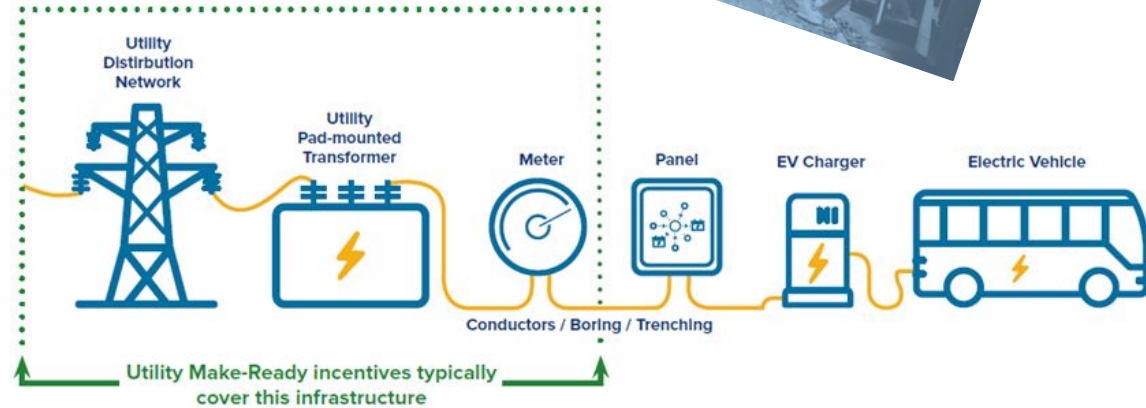 Utility
Distirbution
Network
Utility
Pad-mounted
Transformer
Meter
Panel
EV Charger
Electric Vehicle
Conductors / Boring / Trenching
Utility Make-Ready incentives typically
cover this infrastructure